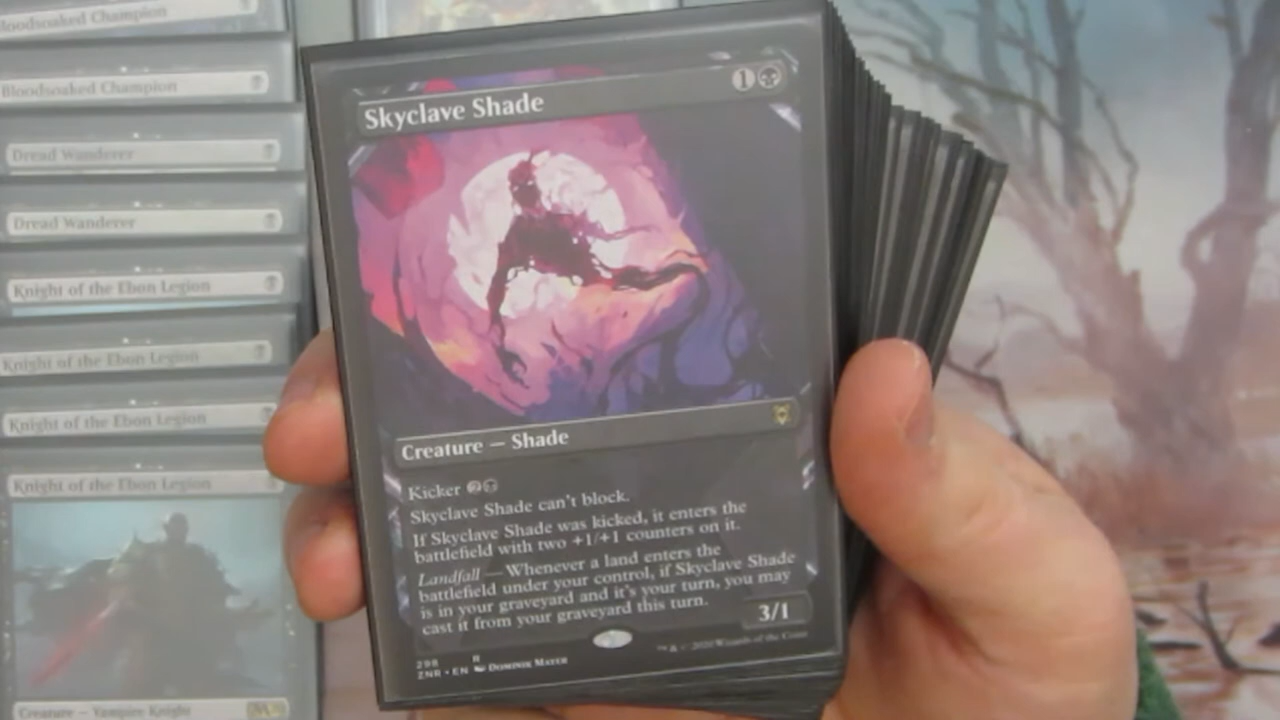 Bloodsoaked Champion
Bloodsoaked Champion
Dread Wanderer
Dread Wanderer
Knight of the Ebon Legion
Knight of the Ebon Legion
Knight of the Ebon Legion
Knight of the Ebon Legion
Creature — Vampire Knight
Skyclave Shade
1
Creature — Shade
Kicker 2
Skyclave Shade can't block.
If Skyclave Shade was kicked, it enters the
battlefield with two +1/+1 counters on it.
Landfall — Whenever a land enters the
battlefield under your control, if Skyclave Shade
is in your graveyard and it's your turn, you may
cast it from your graveyard this turn.
3/1
298 R
ZNR • EN Dominik Mayer
™ & © 2020 Wizards of the Coast